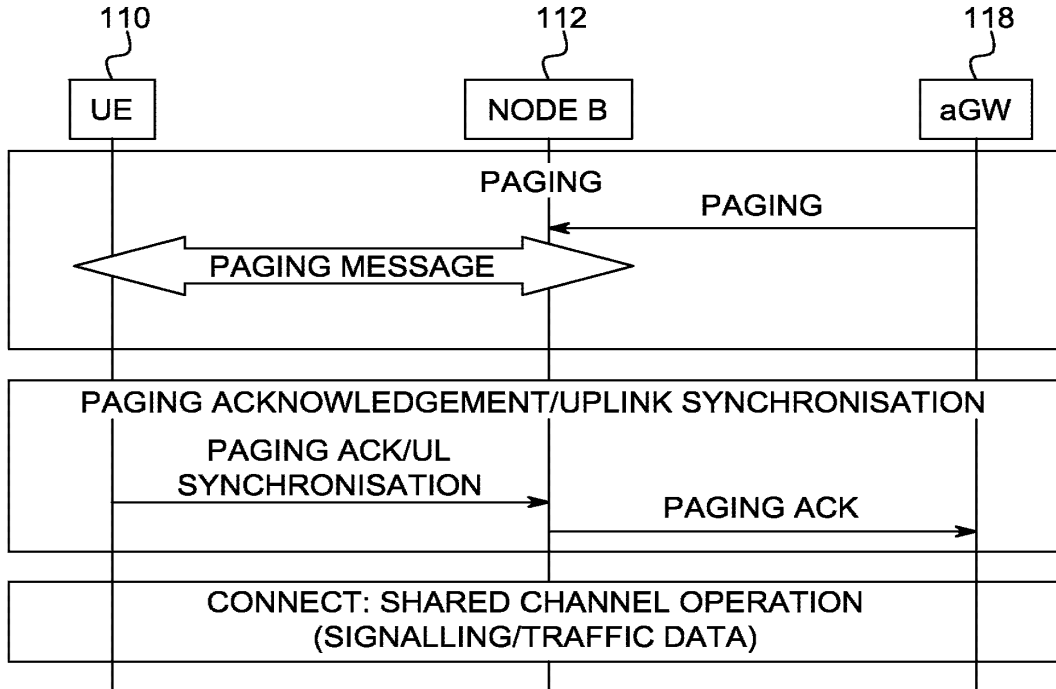 110
112
118
UE
NODE B
aGW
PAGING
PAGING
PAGING MESSAGE
PAGING ACKNOWLEDGEMENT/UPLINK SYNCHRONISATION
PAGING ACK/UL
SYNCHRONISATION
PAGING ACK
CONNECT: SHARED CHANNEL OPERATION
(SIGNALLING/TRAFFIC DATA)